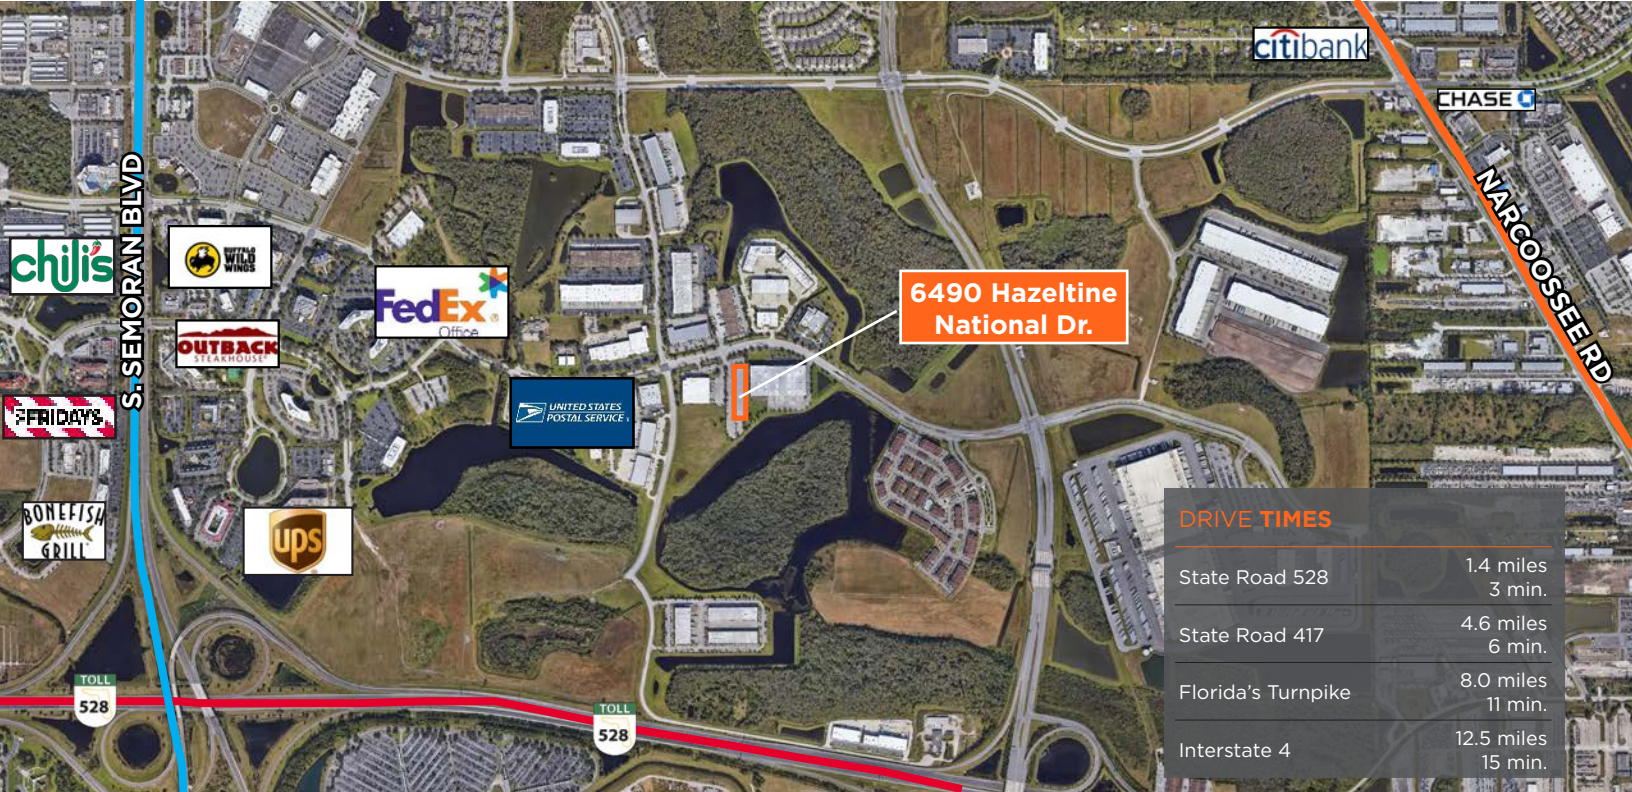 citibank
CHASE
S. SEMORAN BLVD
NARCOOSSEE RD
chili's
BUFFALO
WILD
WINGS
FedEx
Office
6490 Hazeltine
National Dr.
OUTBACK
STEAKHOUSE
UNITED STATES
POSTAL SERVICE
FRIDAYS
BONEFISH
GRILL
ups
DRIVE TIMES
State Road 528
1.4 miles
3 min.
State Road 417
4.6 miles
6 min.
Florida's Turnpike
8.0 miles
11 min.
Interstate 4
12.5 miles
15 min.
TOLL
528
TOLL
528